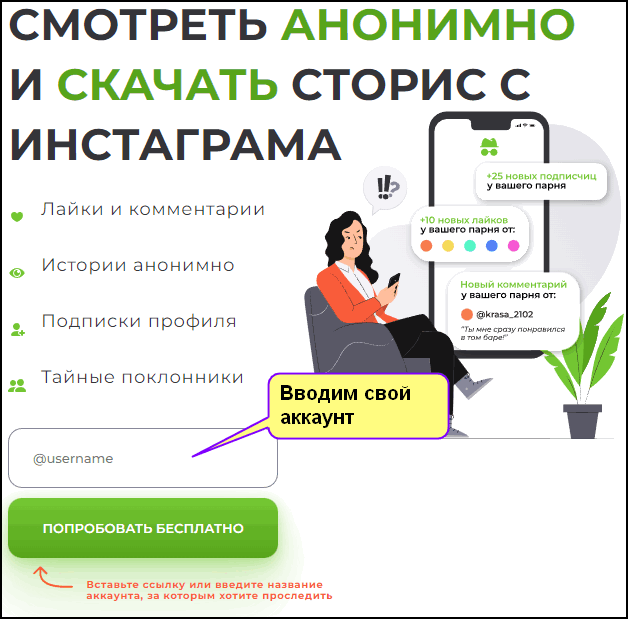 СМОТРЕТЬ АНОНИМНО
И СКАЧАТЬ СТОРИС С
ИНСТАГРАМА
Лайки и комментарии
Истории анонимно
Подписки профиля
Тайные поклонники
!!?
+25 новых подписчиц
у вашего парня
+10 новых лайков
у вашего парня от:
Новый комментарий
у вашего парня от:
@krasa_2102
“Ты мне сразу понравился
в том баре!”
Вводим свой
аккаунт
@username
ПОПРОБОВАТЬ БЕСПЛАТНО
Вставьте ссылку или введите название
аккаунта, за которым хотите проследить